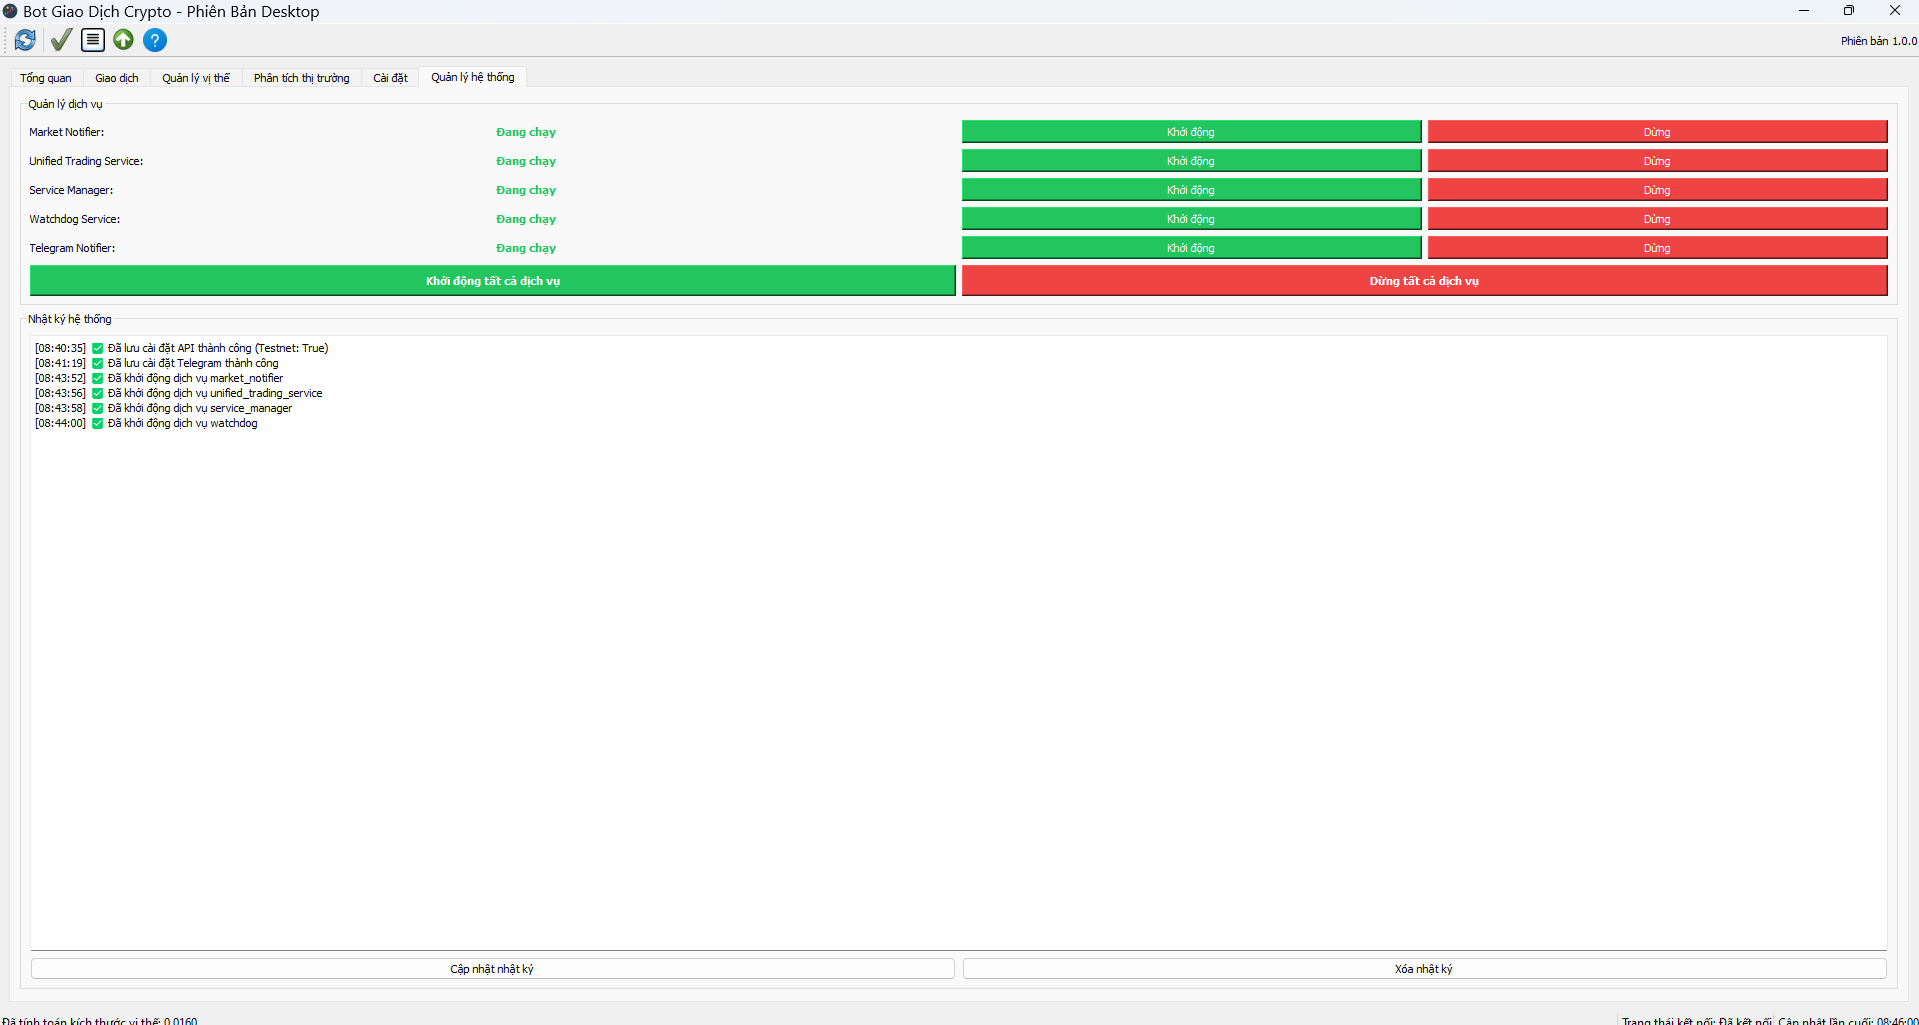 Bot Giao Dịch Crypto - Phiên Bản Desktop
Phiên bản 1.0.0
Tổng quan Giao dịch Quản lý vị thế Phân tích thị trường Cài đặt Quản lý hệ thống
Quản lý dịch vụ
Market Notifier: Đang chạy Khởi động Dừng
Unified Trading Service: Đang chạy Khởi động Dừng
Service Manager: Đang chạy Khởi động Dừng
Watchdog Service: Đang chạy Khởi động Dừng
Telegram Notifier: Đang chạy Khởi động Dừng
Khởi động tất cả dịch vụ Dừng tất cả dịch vụ
Nhật ký hệ thống
[08:40:35] ✅ Đã lưu cài đặt API thành công (Testnet: True)
[08:41:19] ✅ Đã lưu cài đặt Telegram thành công
[08:43:52] ✅ Đã khởi động dịch vụ market_notifier
[08:43:56] ✅ Đã khởi động dịch vụ unified_trading_service
[08:43:58] ✅ Đã khởi động dịch vụ service_manager
[08:44:00] ✅ Đã khởi động dịch vụ watchdog
Cập nhật nhật ký Xóa nhật ký
Đã tính toán kích thước vị thế: 0.0160 Trạng thái kết nối: Đã kết nối Cập nhật lần cuối: 08:46:00